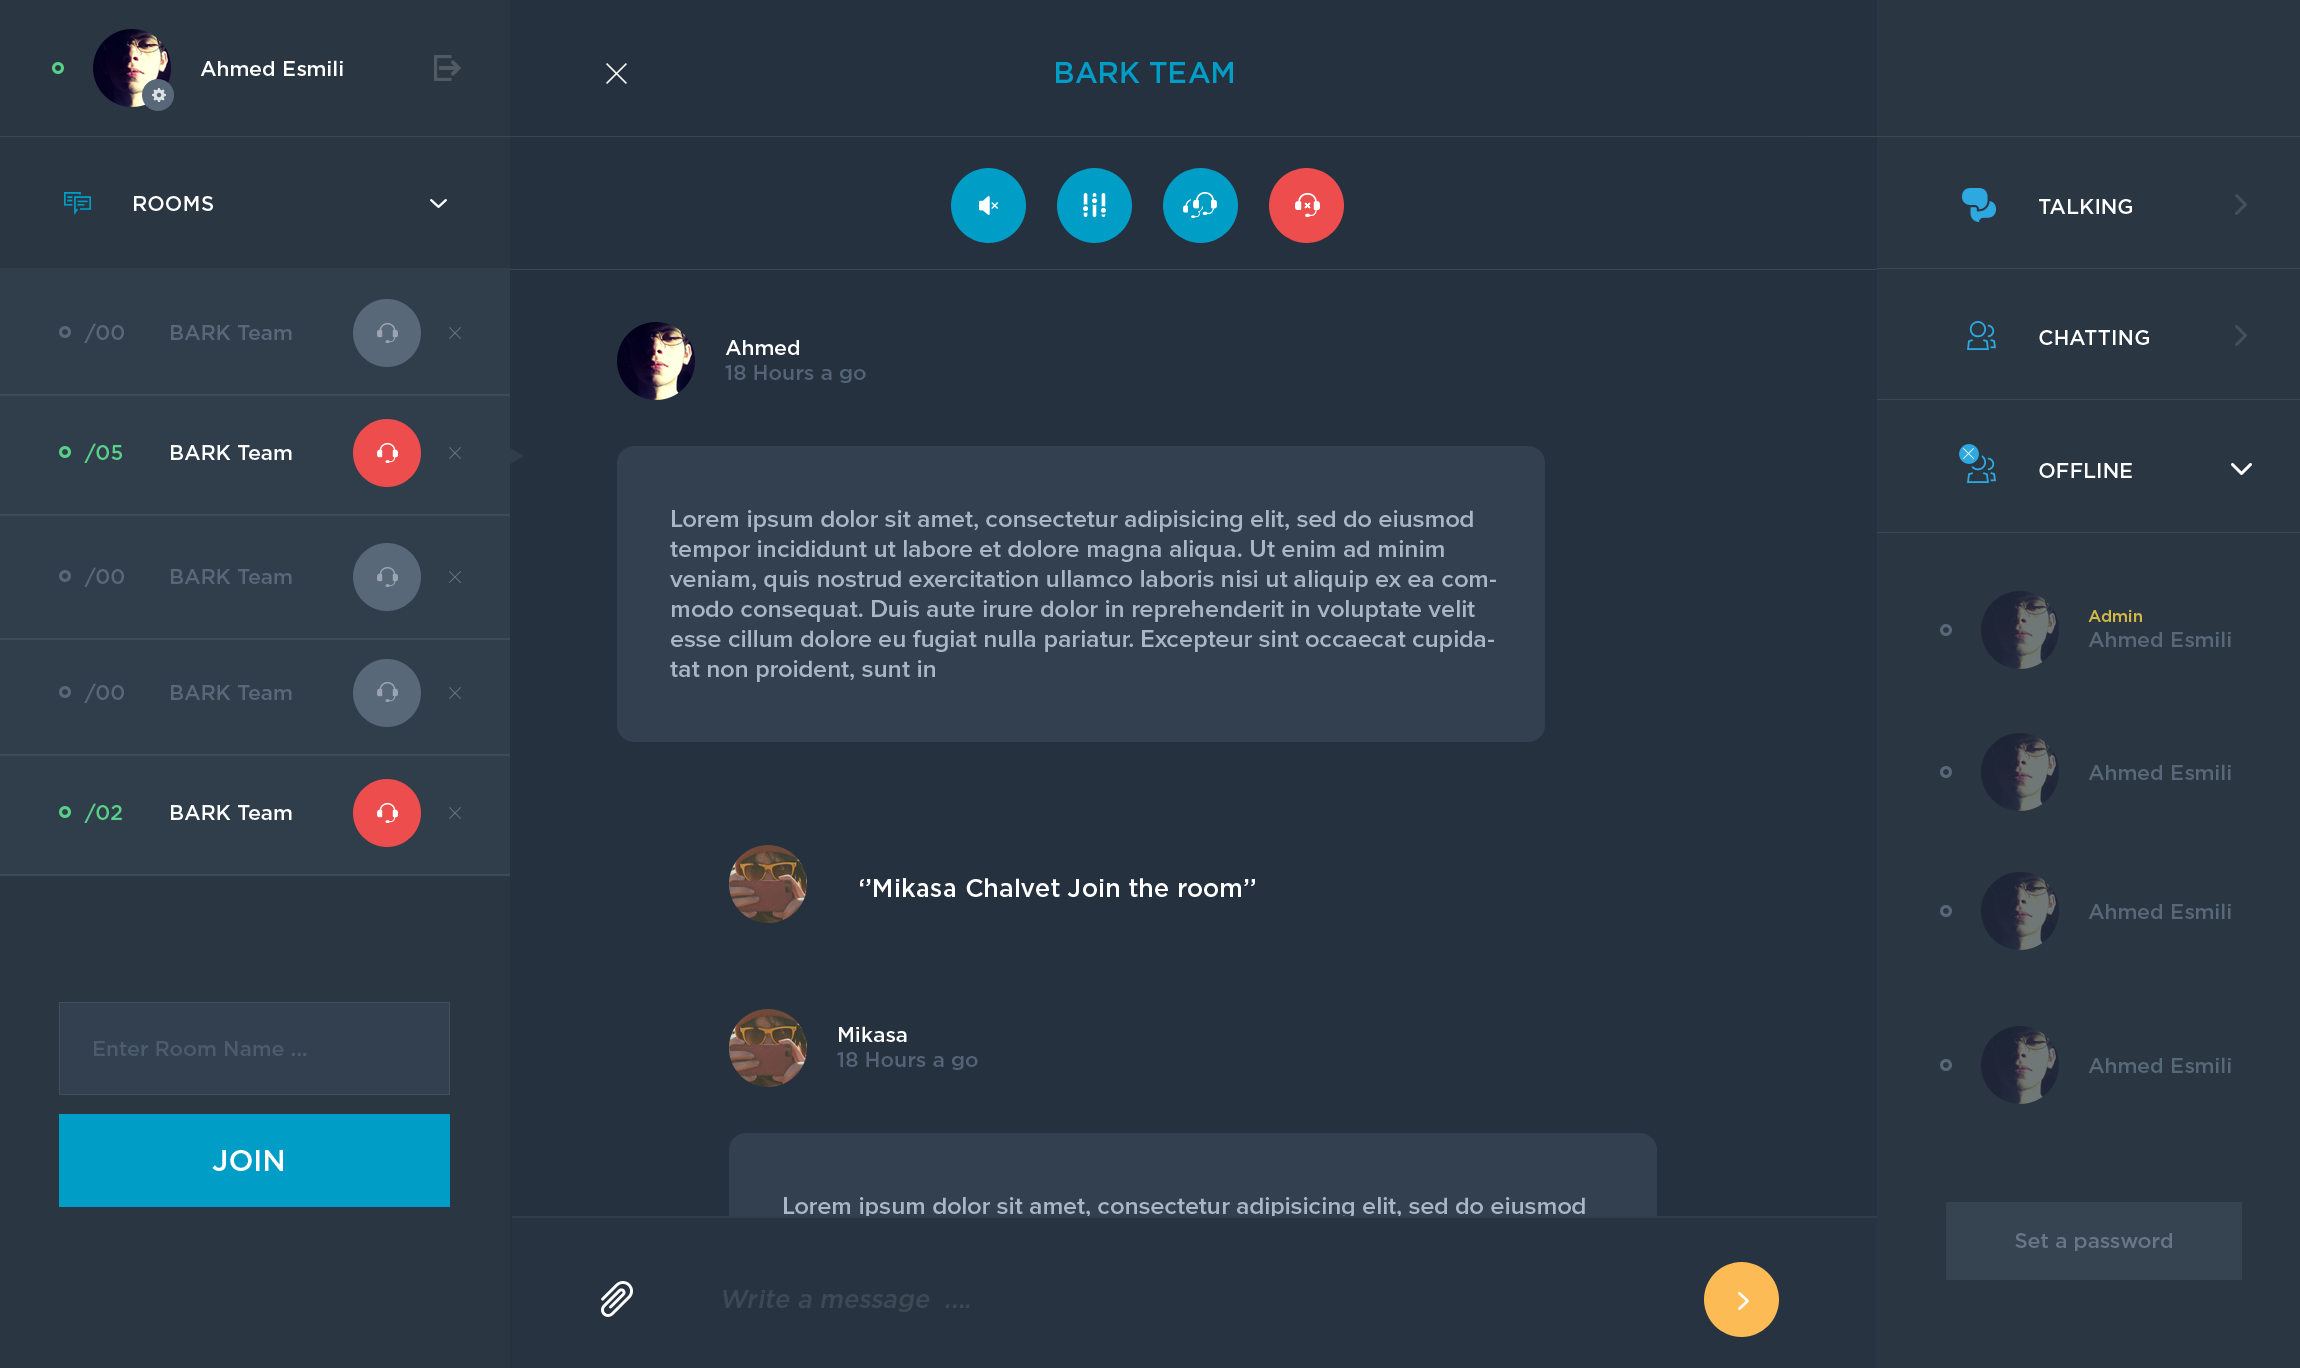 Ahmed Esmili
ROOMS
/00 BARK Team
/05 BARK Team
/00 BARK Team
/00 BARK Team
/02 BARK Team
Enter Room Name ...
JOIN
BARK TEAM
Ahmed
18 Hours a go
Lorem ipsum dolor sit amet, consectetur adipisicing elit, sed do eiusmod
tempor incididunt ut labore et dolore magna aliqua. Ut enim ad minim
veniam, quis nostrud exercitation ullamco laboris nisi ut aliquip ex ea com-
modo consequat. Duis aute irure dolor in reprehenderit in voluptate velit
esse cillum dolore eu fugiat nulla pariatur. Excepteur sint occaecat cupida-
tat non proident, sunt in
‘’Mikasa Chalvet Join the room’’
Mikasa
18 Hours a go
Lorem ipsum dolor sit amet, consectetur adipisicing elit, sed do eiusmod
Write a message ....
TALKING
CHATTING
OFFLINE
Admin
Ahmed Esmili
Ahmed Esmili
Ahmed Esmili
Ahmed Esmili
Set a password